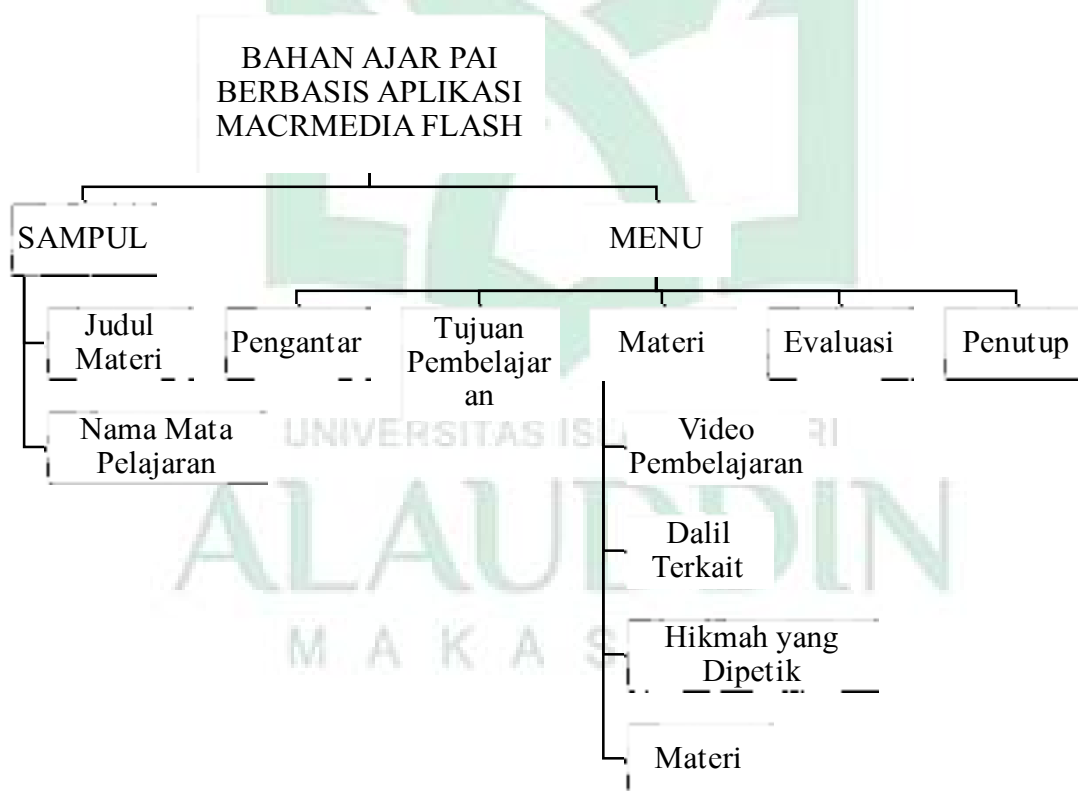 BAHAN AJAR PAI
BERBASIS APLIKASI
MACRMEDIA FLASH
SAMPUL
MENU
Judul
Materi
Pengantar
Tujuan
Pembelajar
an
Materi
Evaluasi
Penutup
Nama Mata
Pelajaran
Video
Pembelajaran
Dalil
Terkait
Hikmah yang
Dipetik
Materi
UNIVERSITAS IS RI
ALAUDDIN
M A K A S